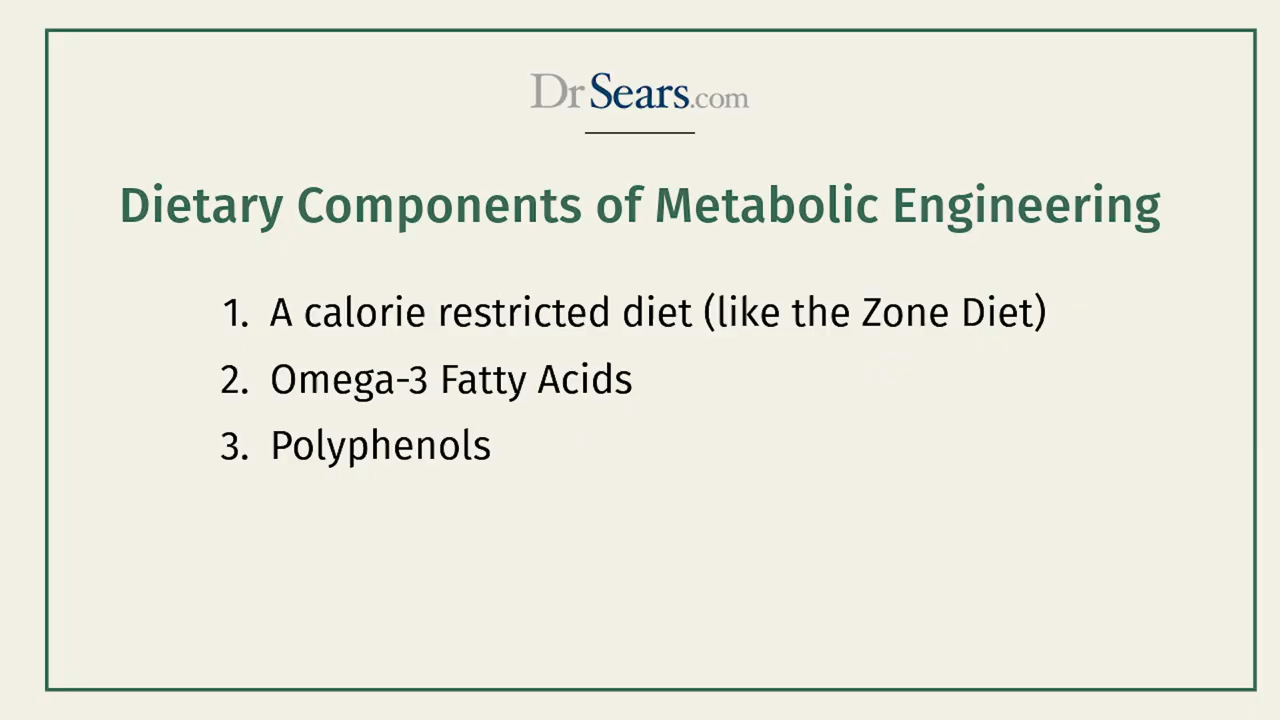 DrSears.com
Dietary Components of Metabolic Engineering
1. A calorie restricted diet (like the Zone Diet)
2. Omega-3 Fatty Acids
3. Polyphenols